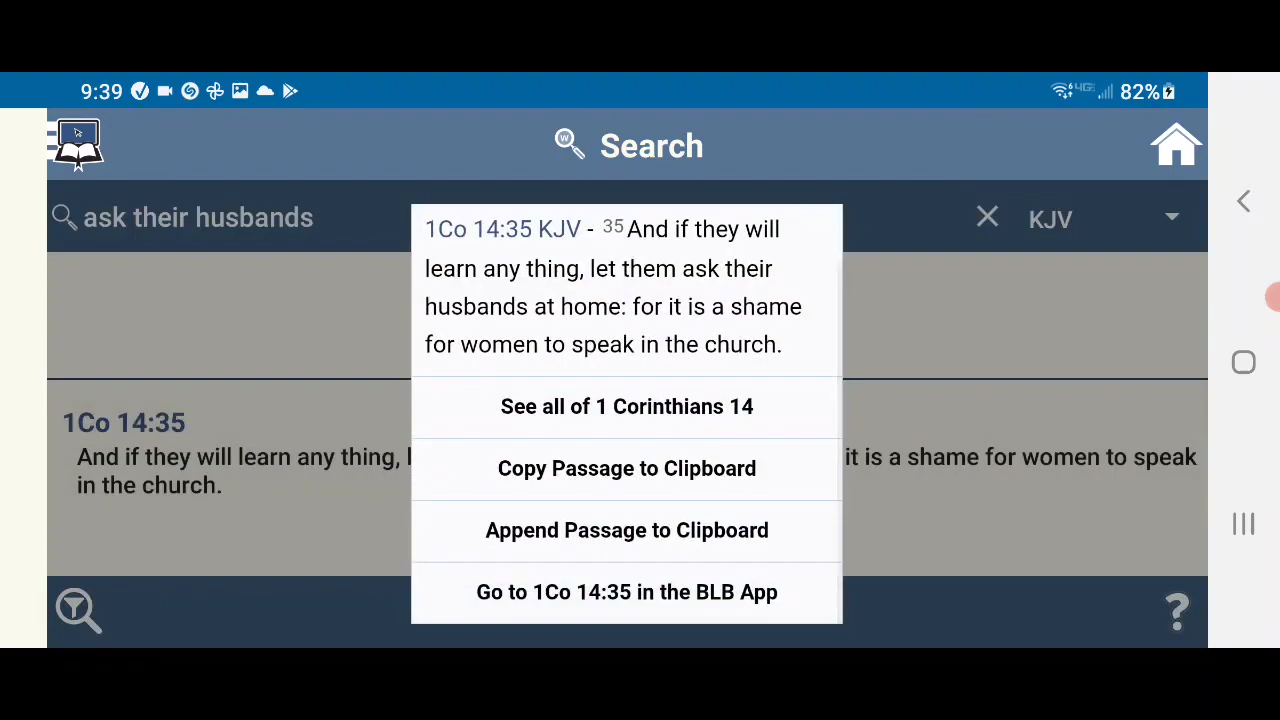 9:39
82%
Search
ask their husbands
KJV
1Co 14:35 KJV - 35 And if they will
learn any thing, let them ask their
husbands at home: for it is a shame
for women to speak in the church.
See all of 1 Corinthians 14
Copy Passage to Clipboard
Append Passage to Clipboard
Go to 1Co 14:35 in the BLB App
1Co 14:35
And if they will learn any thing, l
it is a shame for women to speak
in the church.
?